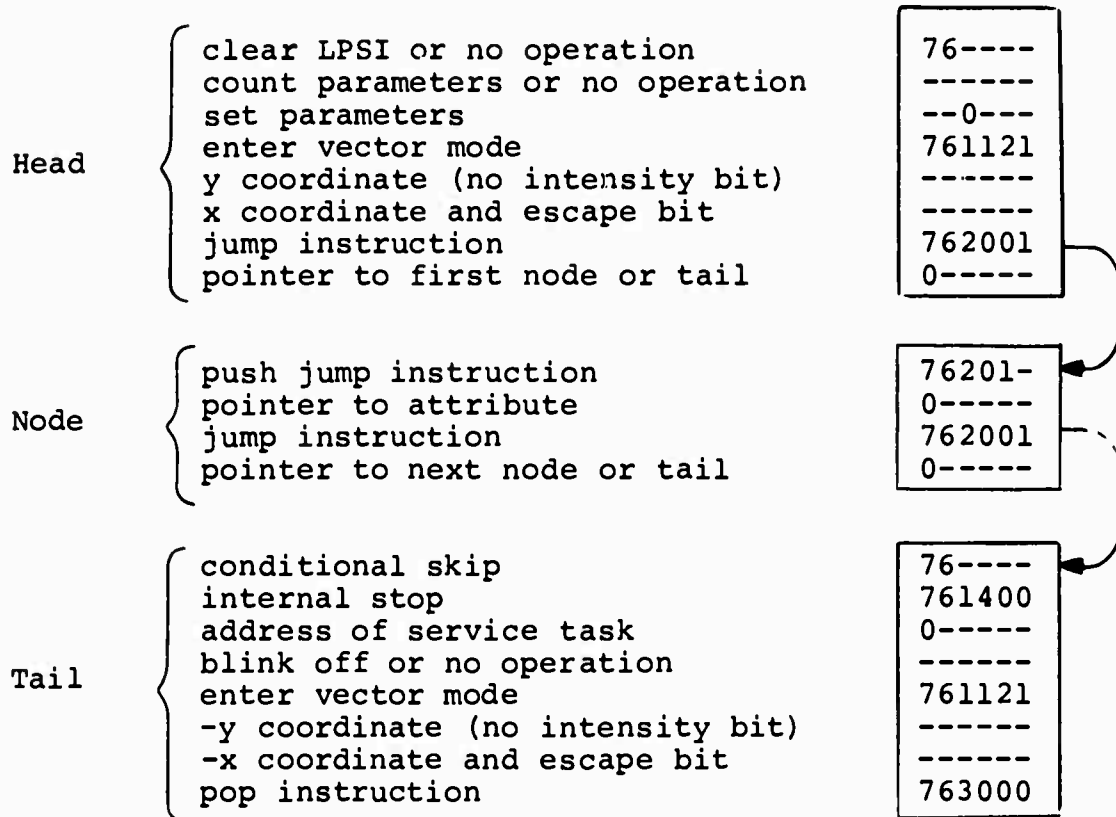 clear LPSI or no operation 76----
count parameters or no operation ------
set parameters --0---
Head enter vector mode 761121
y coordinate (no intensity bit) ------
x coordinate and escape bit ------
jump instruction 762001
pointer to first node or tail 0-----
push jump instruction 76201-
Node pointer to attribute 0-----
jump instruction 762001
pointer to next node or tail 0-----
conditional skip 76----
internal stop 761400
address of service task 0-----
Tail blink off or no operation ------
enter vector mode 761121
-y coordinate (no intensity bit) ------
-x coordinate and escape bit ------
pop instruction 763000